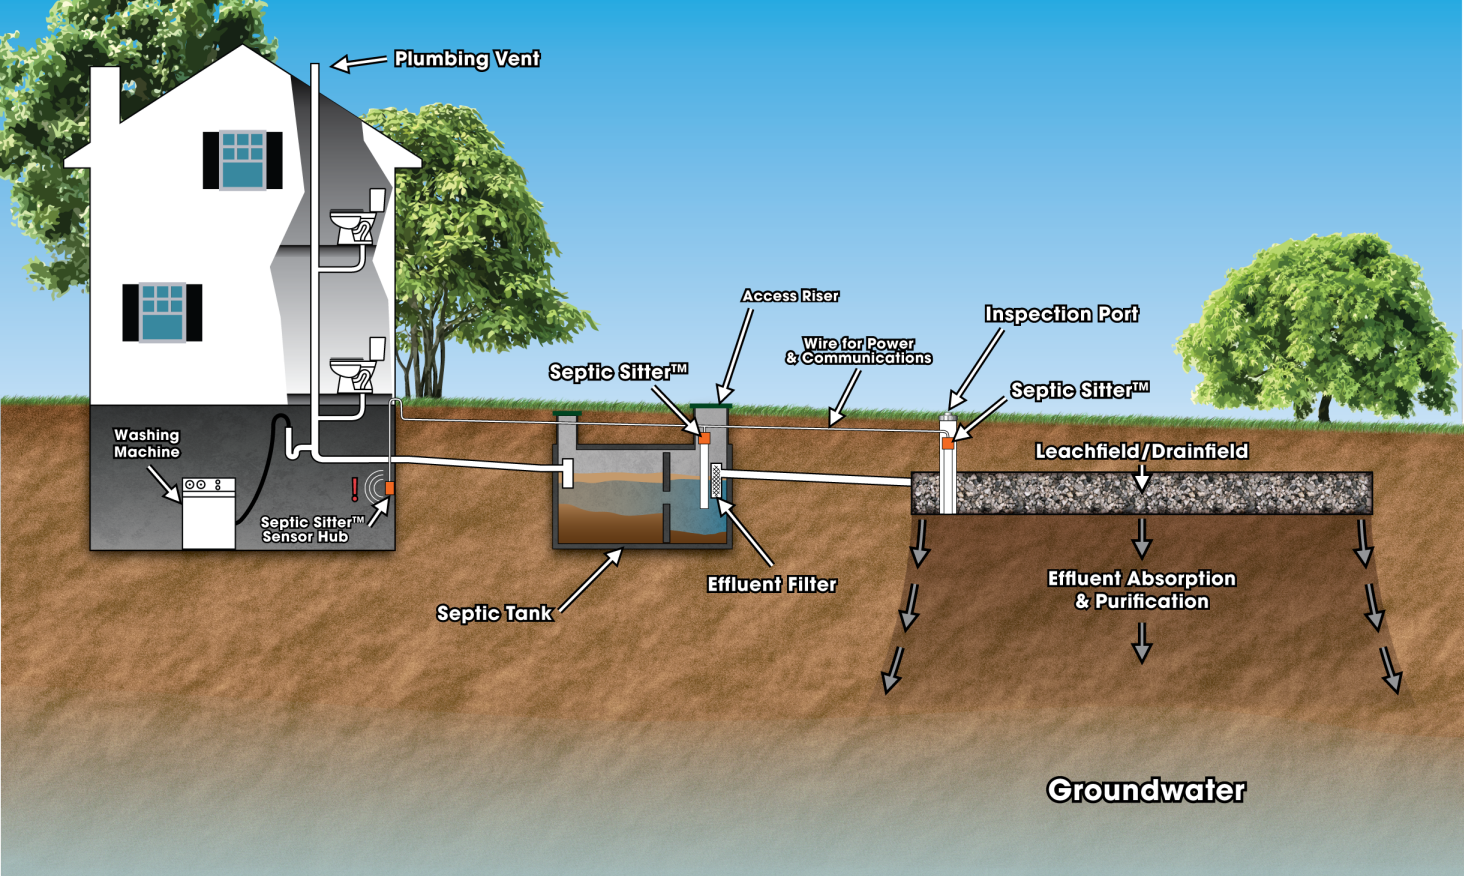 Plumbing Vent
Access Riser
Inspection Port
Wire for Power
& Communications
Septic Sitter™
Septic Sitter™
Washing
Machine
Leachfield/Drainfield
!
Septic Sitter™
Sensor Hub
Effluent Filter
Effluent Absorption
& Purification
Septic Tank
Groundwater